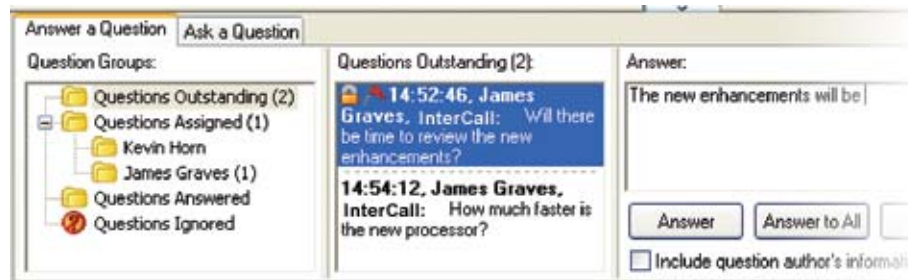 Answer a Question
Ask a Question
Question Groups:
Questions Outstanding (2)
Questions Assigned (1)
Kevin Horn
James Graves (1)
Questions Answered
Questions Ignored
Questions Outstanding (2):
14:52:46, James
Graves, InterCall: Will there
be time to review the new
enhancements?
14:54:12, James Graves,
InterCall: How much faster is
the new processor?
Answer:
The new enhancements will be
Answer
Answer to All
Include question author's